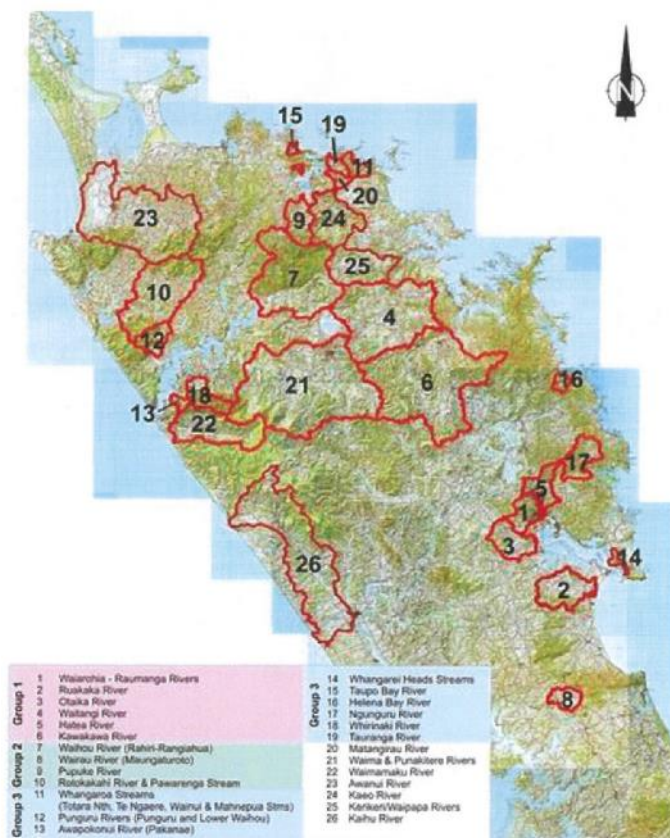 N
15
19
11
20
9
24
23
25
7
10
4
12
21
6
16
18
13
22
17
5
1
3
26
14
2
8
Group 1
1 Waiarohia - Raumanga Rivers
2 Ruakaka River
3 Otaika River
4 Waitangi River
5 Hatea River
6 Kawakawa River
Group 2
7 Waihou River (Rahiri-Rangiahua)
8 Wairau River (Maungaturoto)
9 Pupuke River
10 Rotokakahi River & Pawarenga Stream
Group 3
11 Whangaroa Streams
(Totara Nth, Te Ngaere, Wainui & Mahnepua Stms)
12 Punguru Rivers (Punguru and Lower Waihou)
13 Awapokonui River (Pakanae)
Group 3
14 Whangarei Heads Streams
15 Taupo Bay River
16 Helena Bay River
17 Ngunguru River
18 Whirinaki River
19 Tauranga River
20 Matangirau River
21 Waima & Punakitere Rivers
22 Waimamaku River
23 Awanui River
24 Kaeo River
25 Kerikeri/Waipapa Rivers
26 Kaihu River